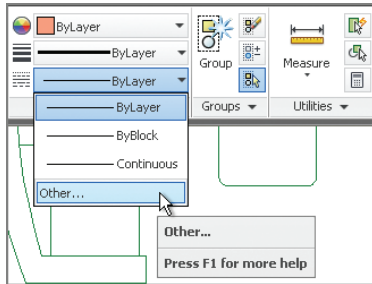 ByLayer
ByLayer
ByLayer
Group
Measure
Groups
Utilities
ByLayer
ByBlock
Continuous
Other...
Other...
Press F1 for more help